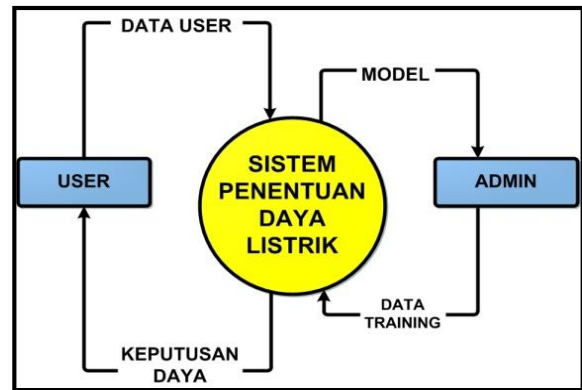 DATA USER
MODEL
USER
SISTEM
PENENTUAN
DAYA
LISTRIK
ADMIN
DATA
TRAINING
KEPUTUSAN
DAYA